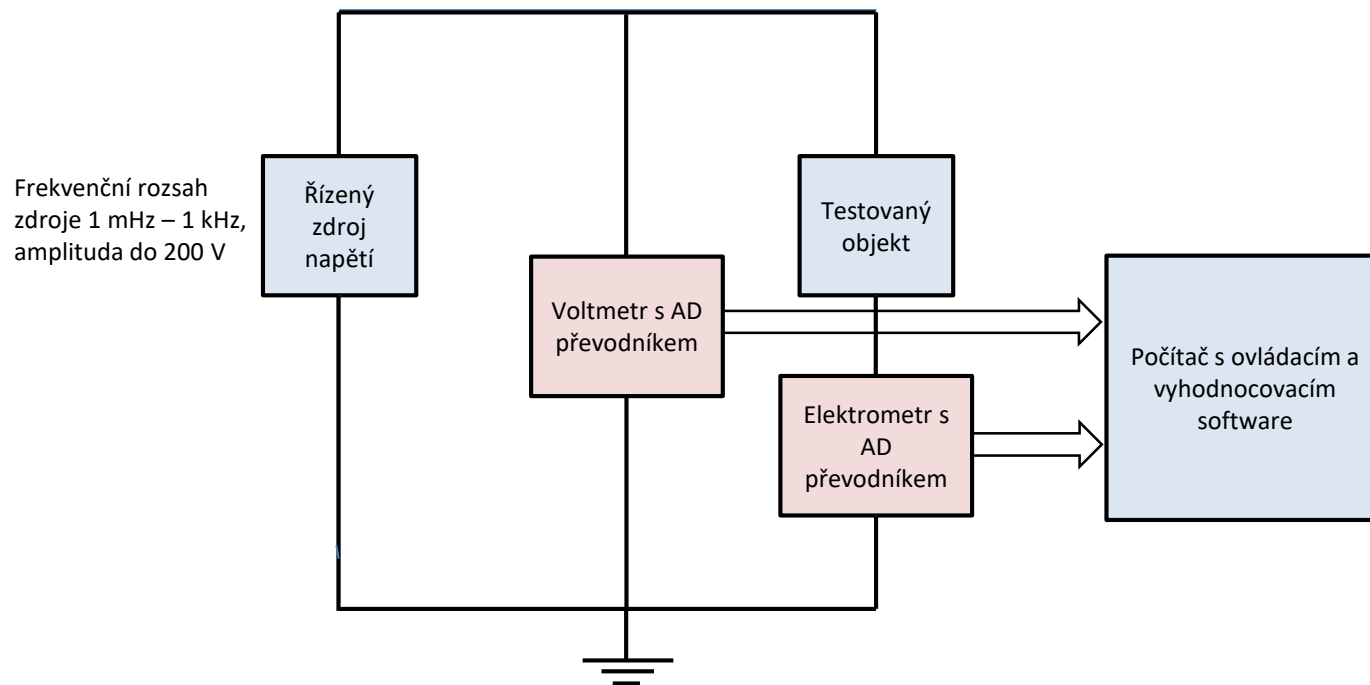 Frekvenční rozsah
zdroje 1 mHz – 1 kHz,
amplituda do 200 V
Řízený
zdroj
napětí
Voltmetr s AD
převodníkem
Testovaný
objekt
Elektrometr s
AD
převodníkem
Počítač s ovládacím a
vyhodnocovacím
software